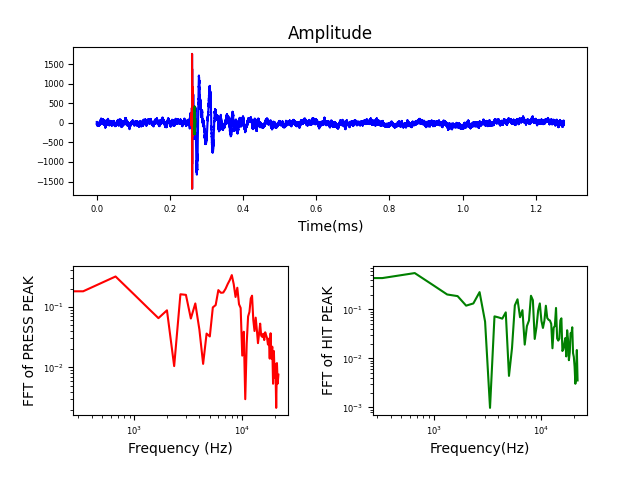 Amplitude
1500
1000
500
0
−500
−1000
−1500
0.0 0.2 0.4 0.6 0.8 1.0 1.2
Time(ms)
FFT of PRESS PEAK
10⁻¹
10⁻²
10³ 10⁴
Frequency (Hz)
FFT of HIT PEAK
10⁻¹
10⁻²
10⁻³
10³ 10⁴
Frequency(Hz)